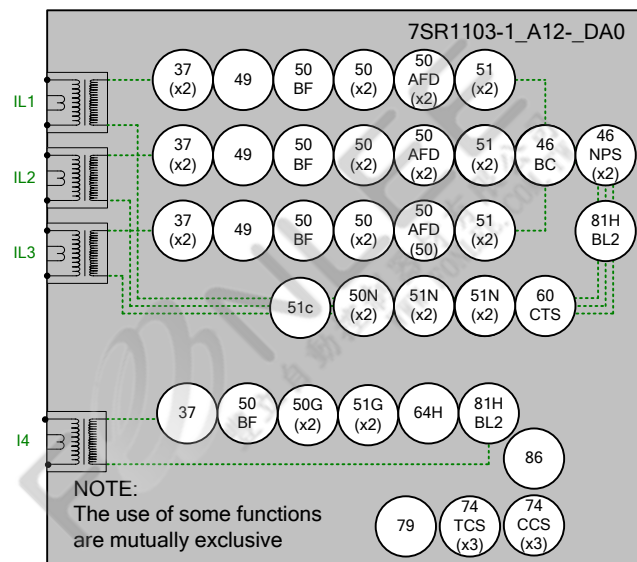 7SR1103-1_A12-_DA0
IL1
37 (x2)
49
50 BF
50 (x2)
50 AFD (x2)
51 (x2)
IL2
37 (x2)
49
50 BF
50 (x2)
50 AFD (x2)
51 (x2)
46 BC
46 NPS (x2)
IL3
37 (x2)
49
50 BF
50 (x2)
50 AFD (50)
51 (x2)
81H BL2
51c
50N (x2)
51N (x2)
51N (x2)
60 CTS
I4
37
50 BF
50G (x2)
51G (x2)
64H
81H BL2
86
NOTE:
The use of some functions
are mutually exclusive
79
74 TCS (x3)
74 CCS (x3)